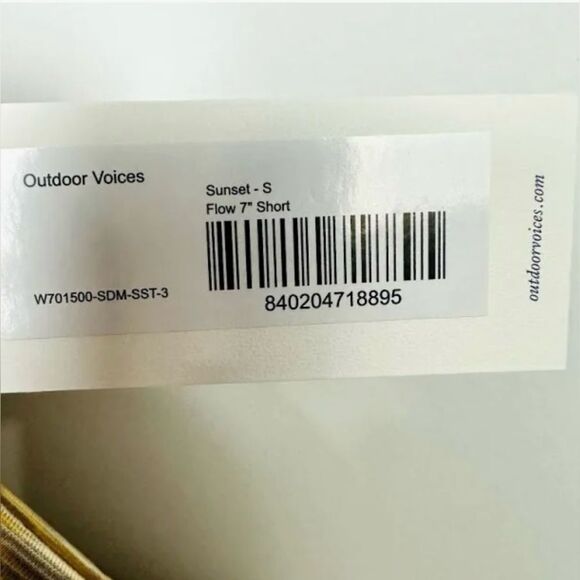 Outdoor Voices
Sunset - S
Flow 7" Short
W701500-SDM-SST-3
840204718895
outdoorvoices.com